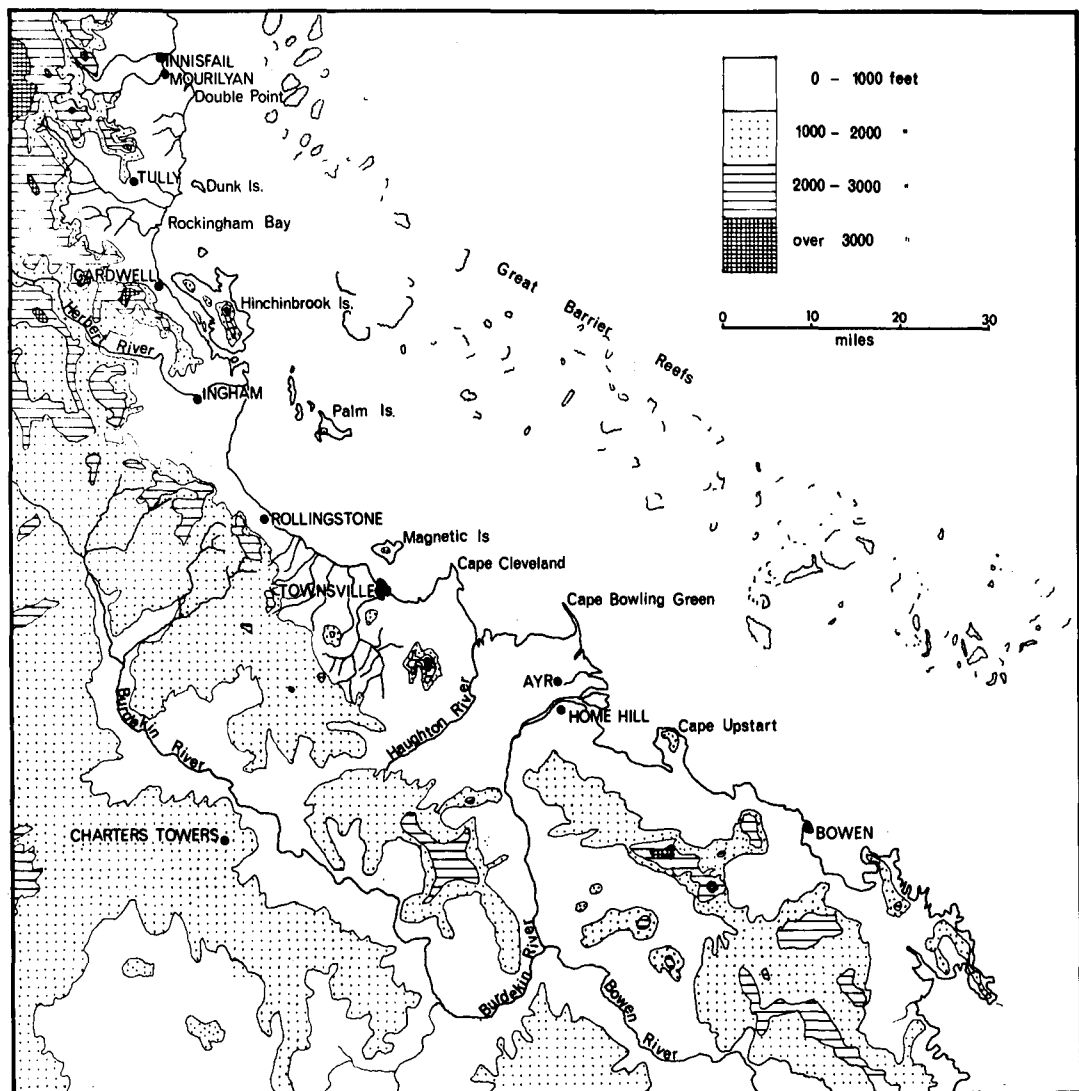 INNISFAIL
MOURILYAN
Double Point
TULLY
Dunk Is.
Rockingham Bay
CARDWELL
Hinchinbrook Is.
Herbert River
INGHAM
Palm Is.
Great Barrier Reefs
0 - 1000 feet
1000 - 2000 "
2000 - 3000 "
over 3000 "
0 10 20 30
miles
ROLLINGSTONE
Magnetic Is
Cape Cleveland
TOWNSVILLE
Cape Bowling Green
AYR
HOME HILL
Haughton River
Burdekin River
Cape Upstart
CHARTERS TOWERS
BOWEN
Burdekin River
Bowen River